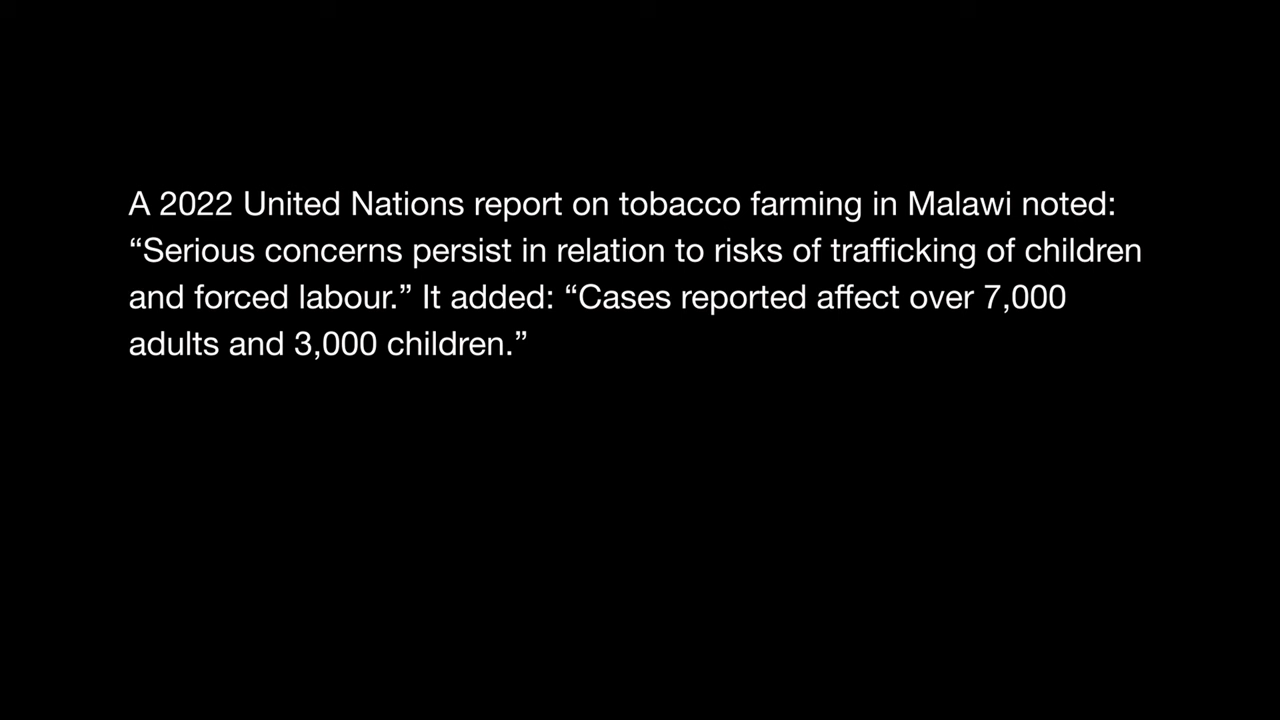 A 2022 United Nations report on tobacco farming in Malawi noted:
“Serious concerns persist in relation to risks of trafficking of children
and forced labour.” It added: “Cases reported affect over 7,000
adults and 3,000 children.”